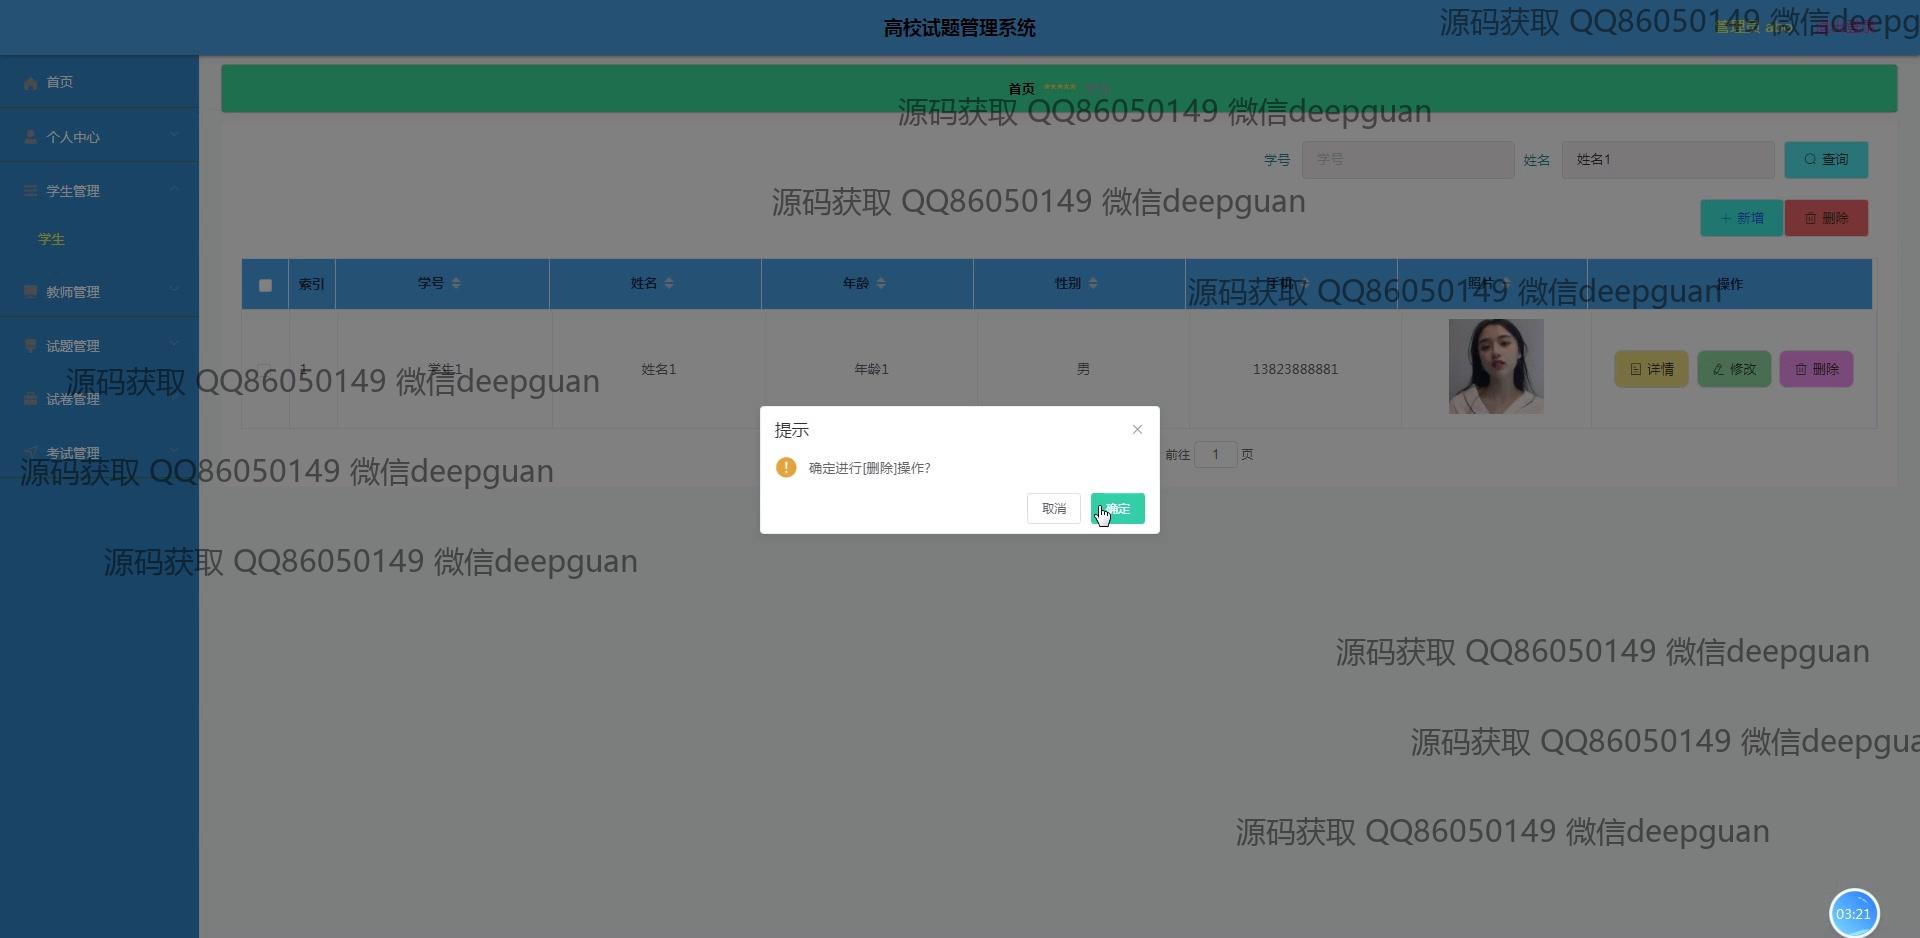 高校试题管理系统
源码获取 QQ86050149 微信deepg
管理员
首页
首页 *****
源码获取 QQ86050149 微信deepguan
个人中心
学号 学号 姓名 姓名1 查询
学生管理
源码获取 QQ86050149 微信deepguan
新增 删除
学生
索引 学号 姓名 年龄 性别 手机 照片 操作
源码获取 QQ86050149 微信deepguan
教师管理
试题管理
1 学生1 姓名1 年龄1 男 13823888881 详情 修改 删除
源码获取 QQ86050149 微信deepguan
试卷管理
提示
考试管理
前往 1 页
源码获取 QQ86050149 微信deepguan
确定进行[删除]操作?
取消 确定
源码获取 QQ86050149 微信deepguan
源码获取 QQ86050149 微信deepguan
源码获取 QQ86050149 微信deepgua
源码获取 QQ86050149 微信deepguan
03:21